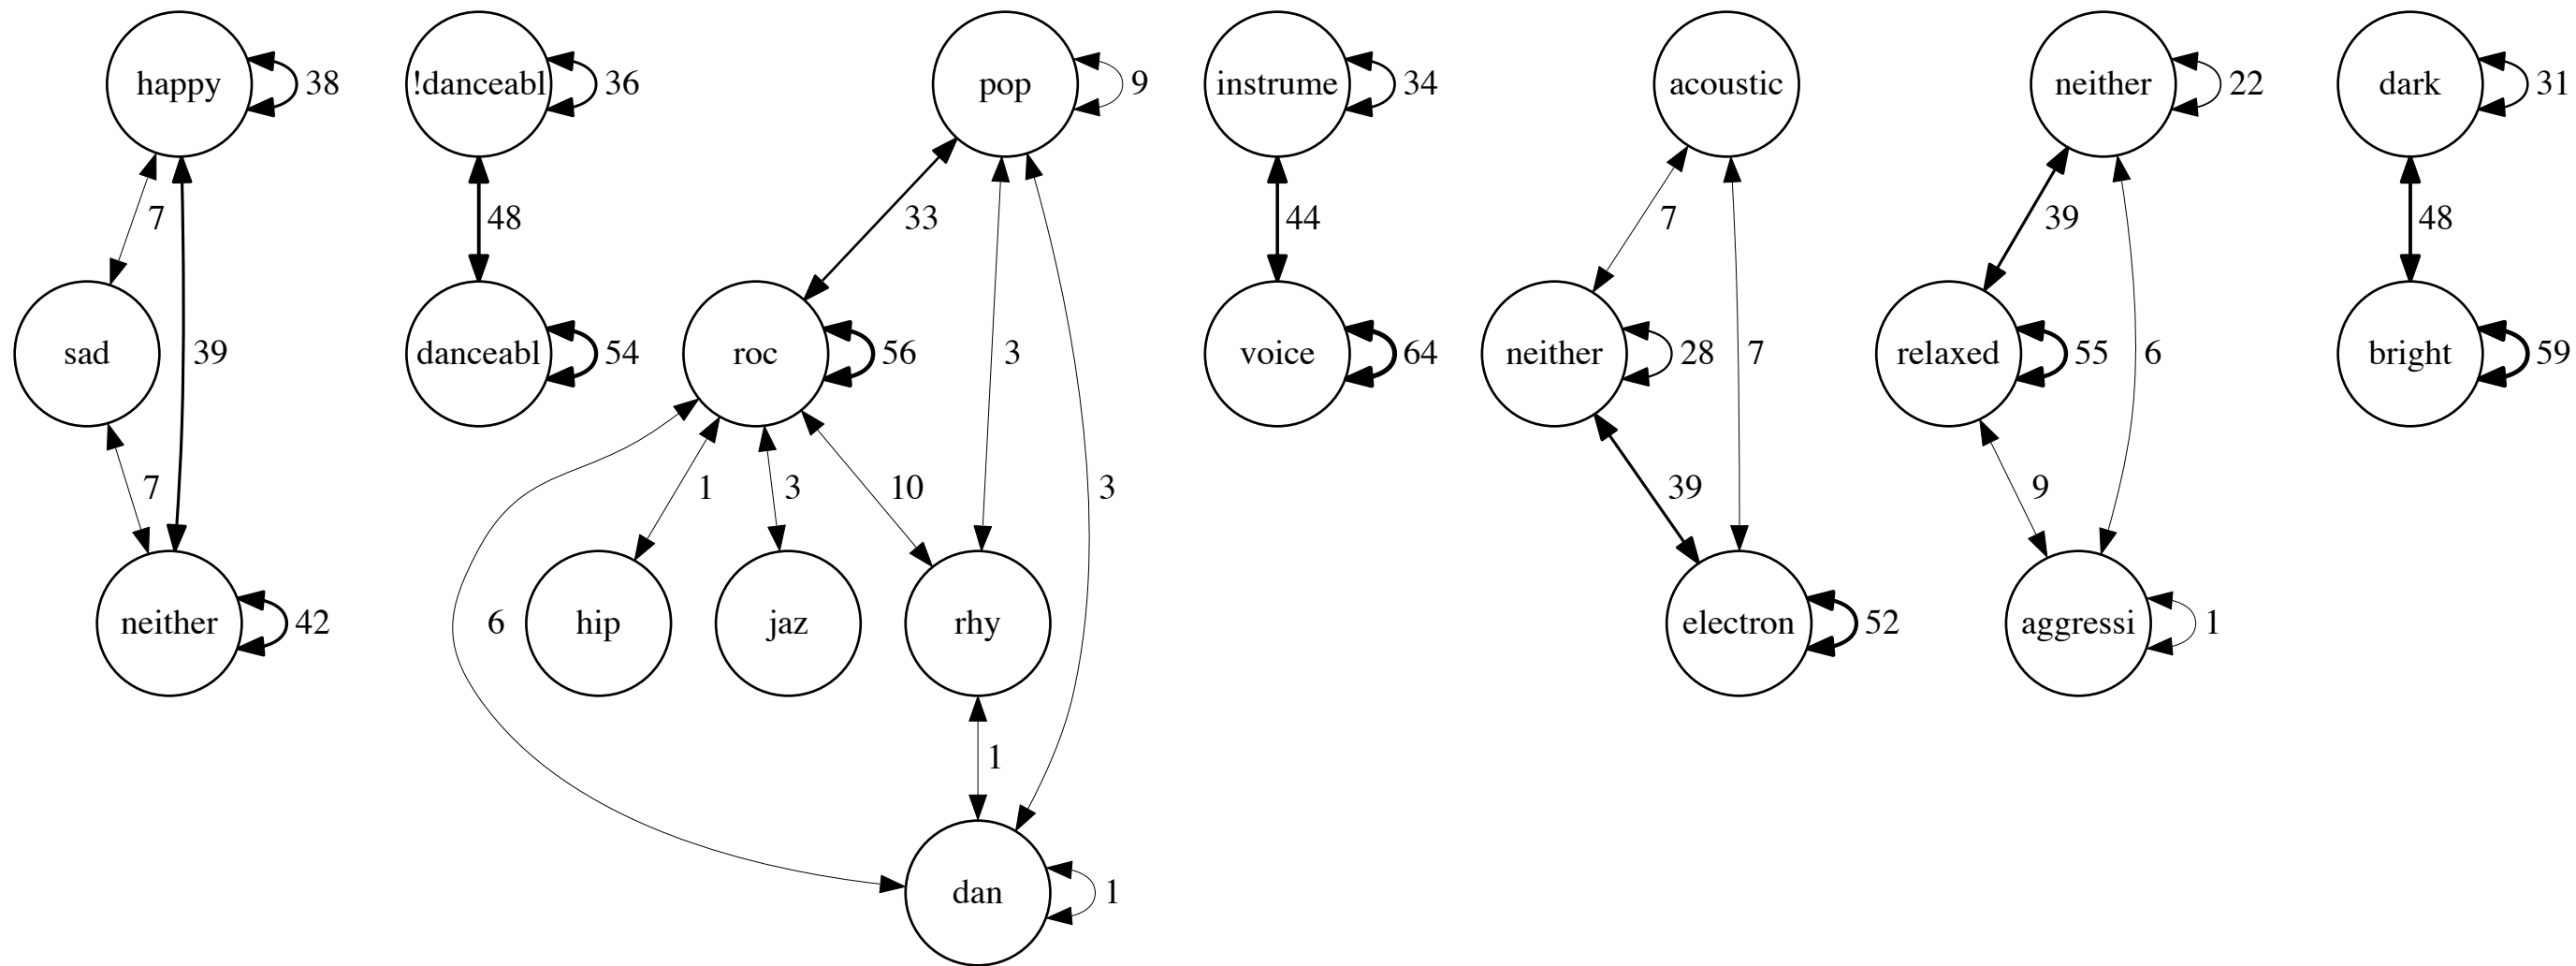 happy 38 !danceabl 36 pop 9 instrume 34 acoustic neither 22 dark 31
7 48 33 44 7 39 48
sad 39 danceabl 54 roc 56 3 voice 64 neither 28 7 relaxed 55 6 bright 59
7 1 3 10 3 39 9
neither 42 6 hip jaz rhy electron 52 aggressi 1
1
dan 1